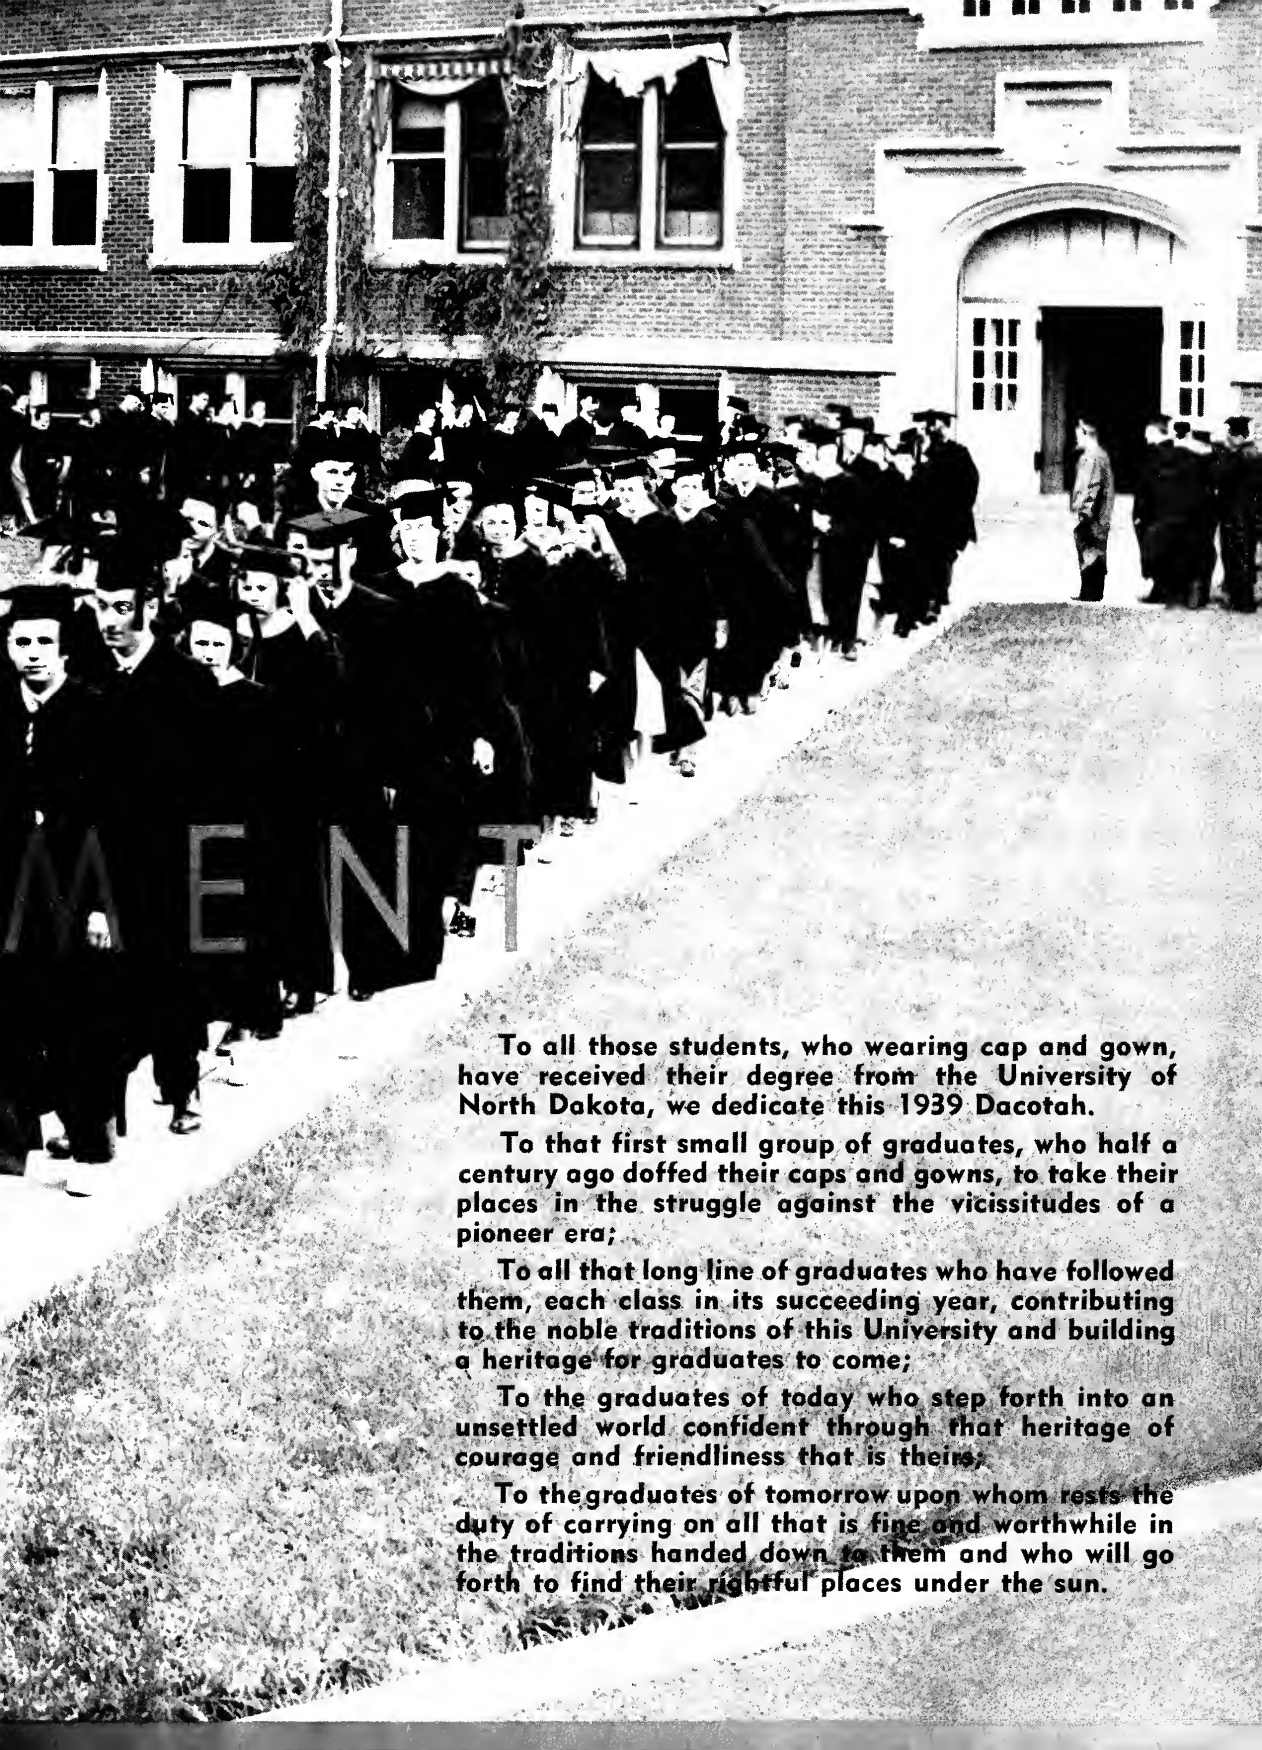 MENT
To all those students, who wearing cap and gown,
have received their degree from the University of
North Dakota, we dedicate this 1939 Dacotah.
To that first small group of graduates, who half a
century ago doffed their caps and gowns, to take their
places in the struggle against the vicissitudes of a
pioneer era;
To all that long line of graduates who have followed
them, each class in its succeeding year, contributing
to the noble traditions of this University and building
a heritage for graduates to come;
To the graduates of today who step forth into an
unsettled world confident through that heritage of
courage and friendliness that is theirs;
To the graduates of tomorrow upon whom rests the
duty of carrying on all that is fine and worthwhile in
the traditions handed down to them and who will go
forth to find their rightful places under the sun.